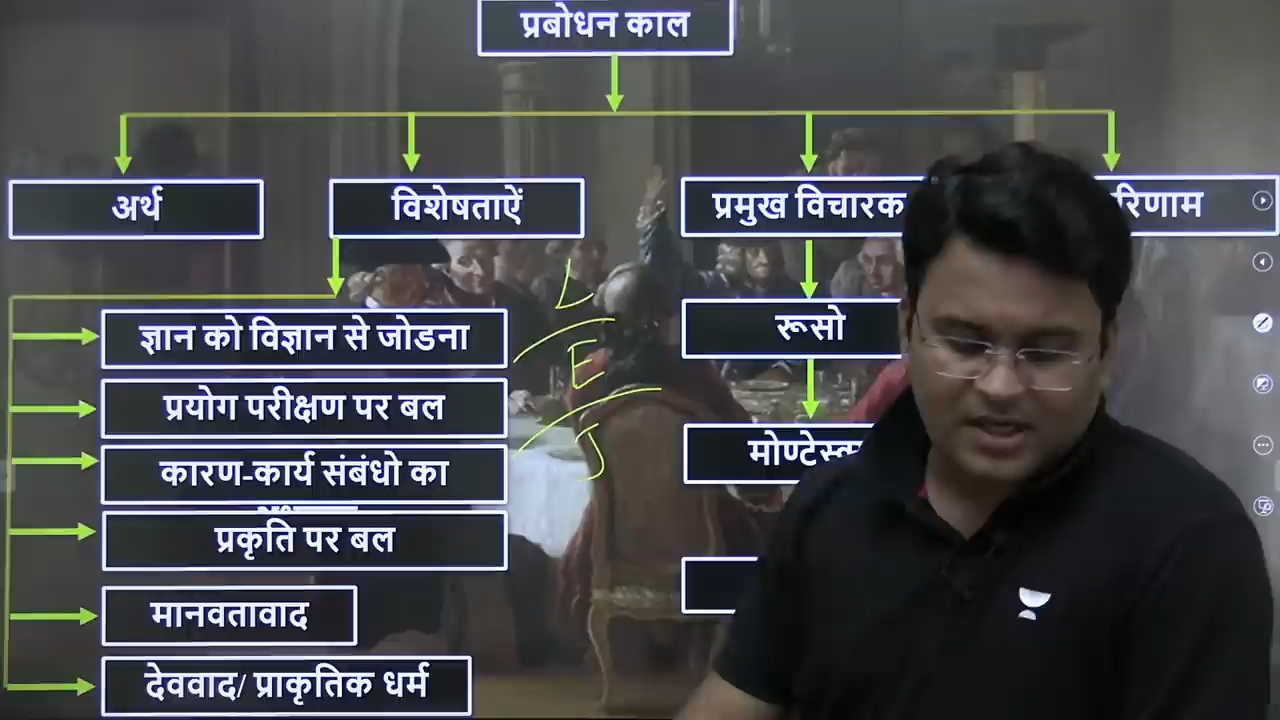 प्रबोधन काल
अर्थ
विशेषताऐं
प्रमुख विचारक
रिणाम
ज्ञान को विज्ञान से जोडना
प्रयोग परीक्षण पर बल
कारण-कार्य संबंधो का
प्रकृति पर बल
मानवतावाद
देववाद/ प्राकृतिक धर्म
रूसो
L
E
J